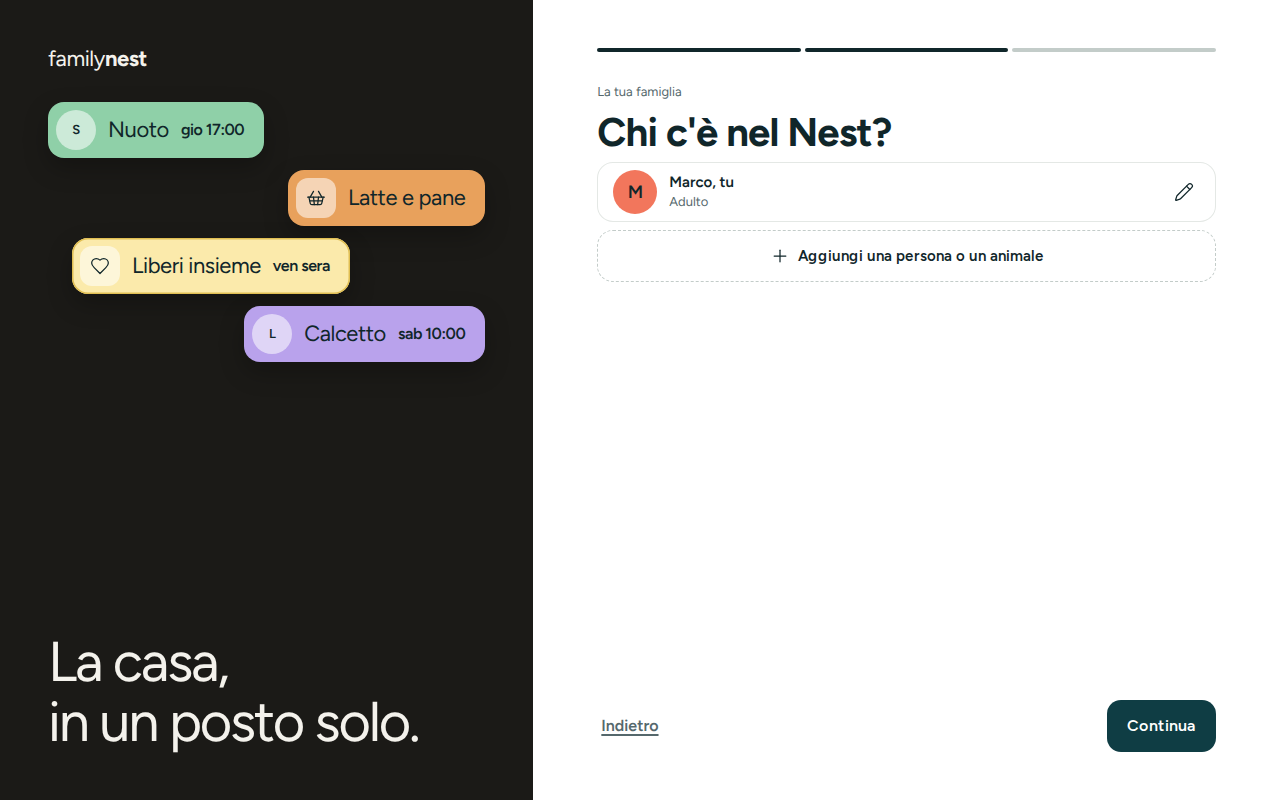 familynest
S Nuoto gio 17:00
Latte e pane
Liberi insieme ven sera
L Calcetto sab 10:00
La casa,
in un posto solo.
La tua famiglia
Chi c'è nel Nest?
M
Marco, tu
Adulto
Aggiungi una persona o un animale
Indietro
Continua